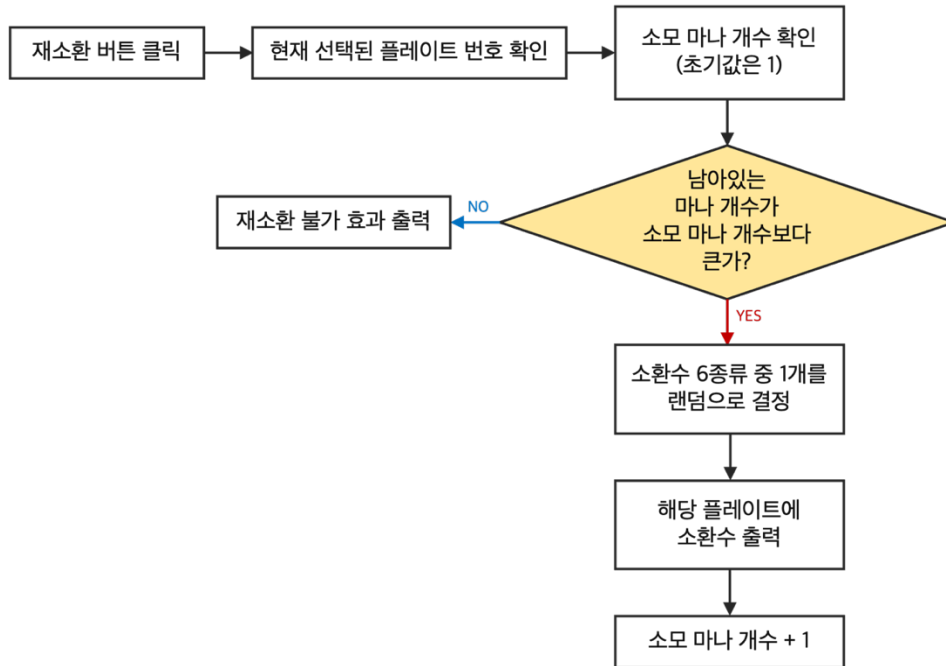 재소환 버튼 클릭
현재 선택된 플레이트 번호 확인
소모 마나 개수 확인
(초기값은 1)
남아있는
마나 개수가
소모 마나 개수보다
큰가?
NO
재소환 불가 효과 출력
YES
소환수 6종류 중 1개를
랜덤으로 결정
해당 플레이트에
소환수 출력
소모 마나 개수 + 1